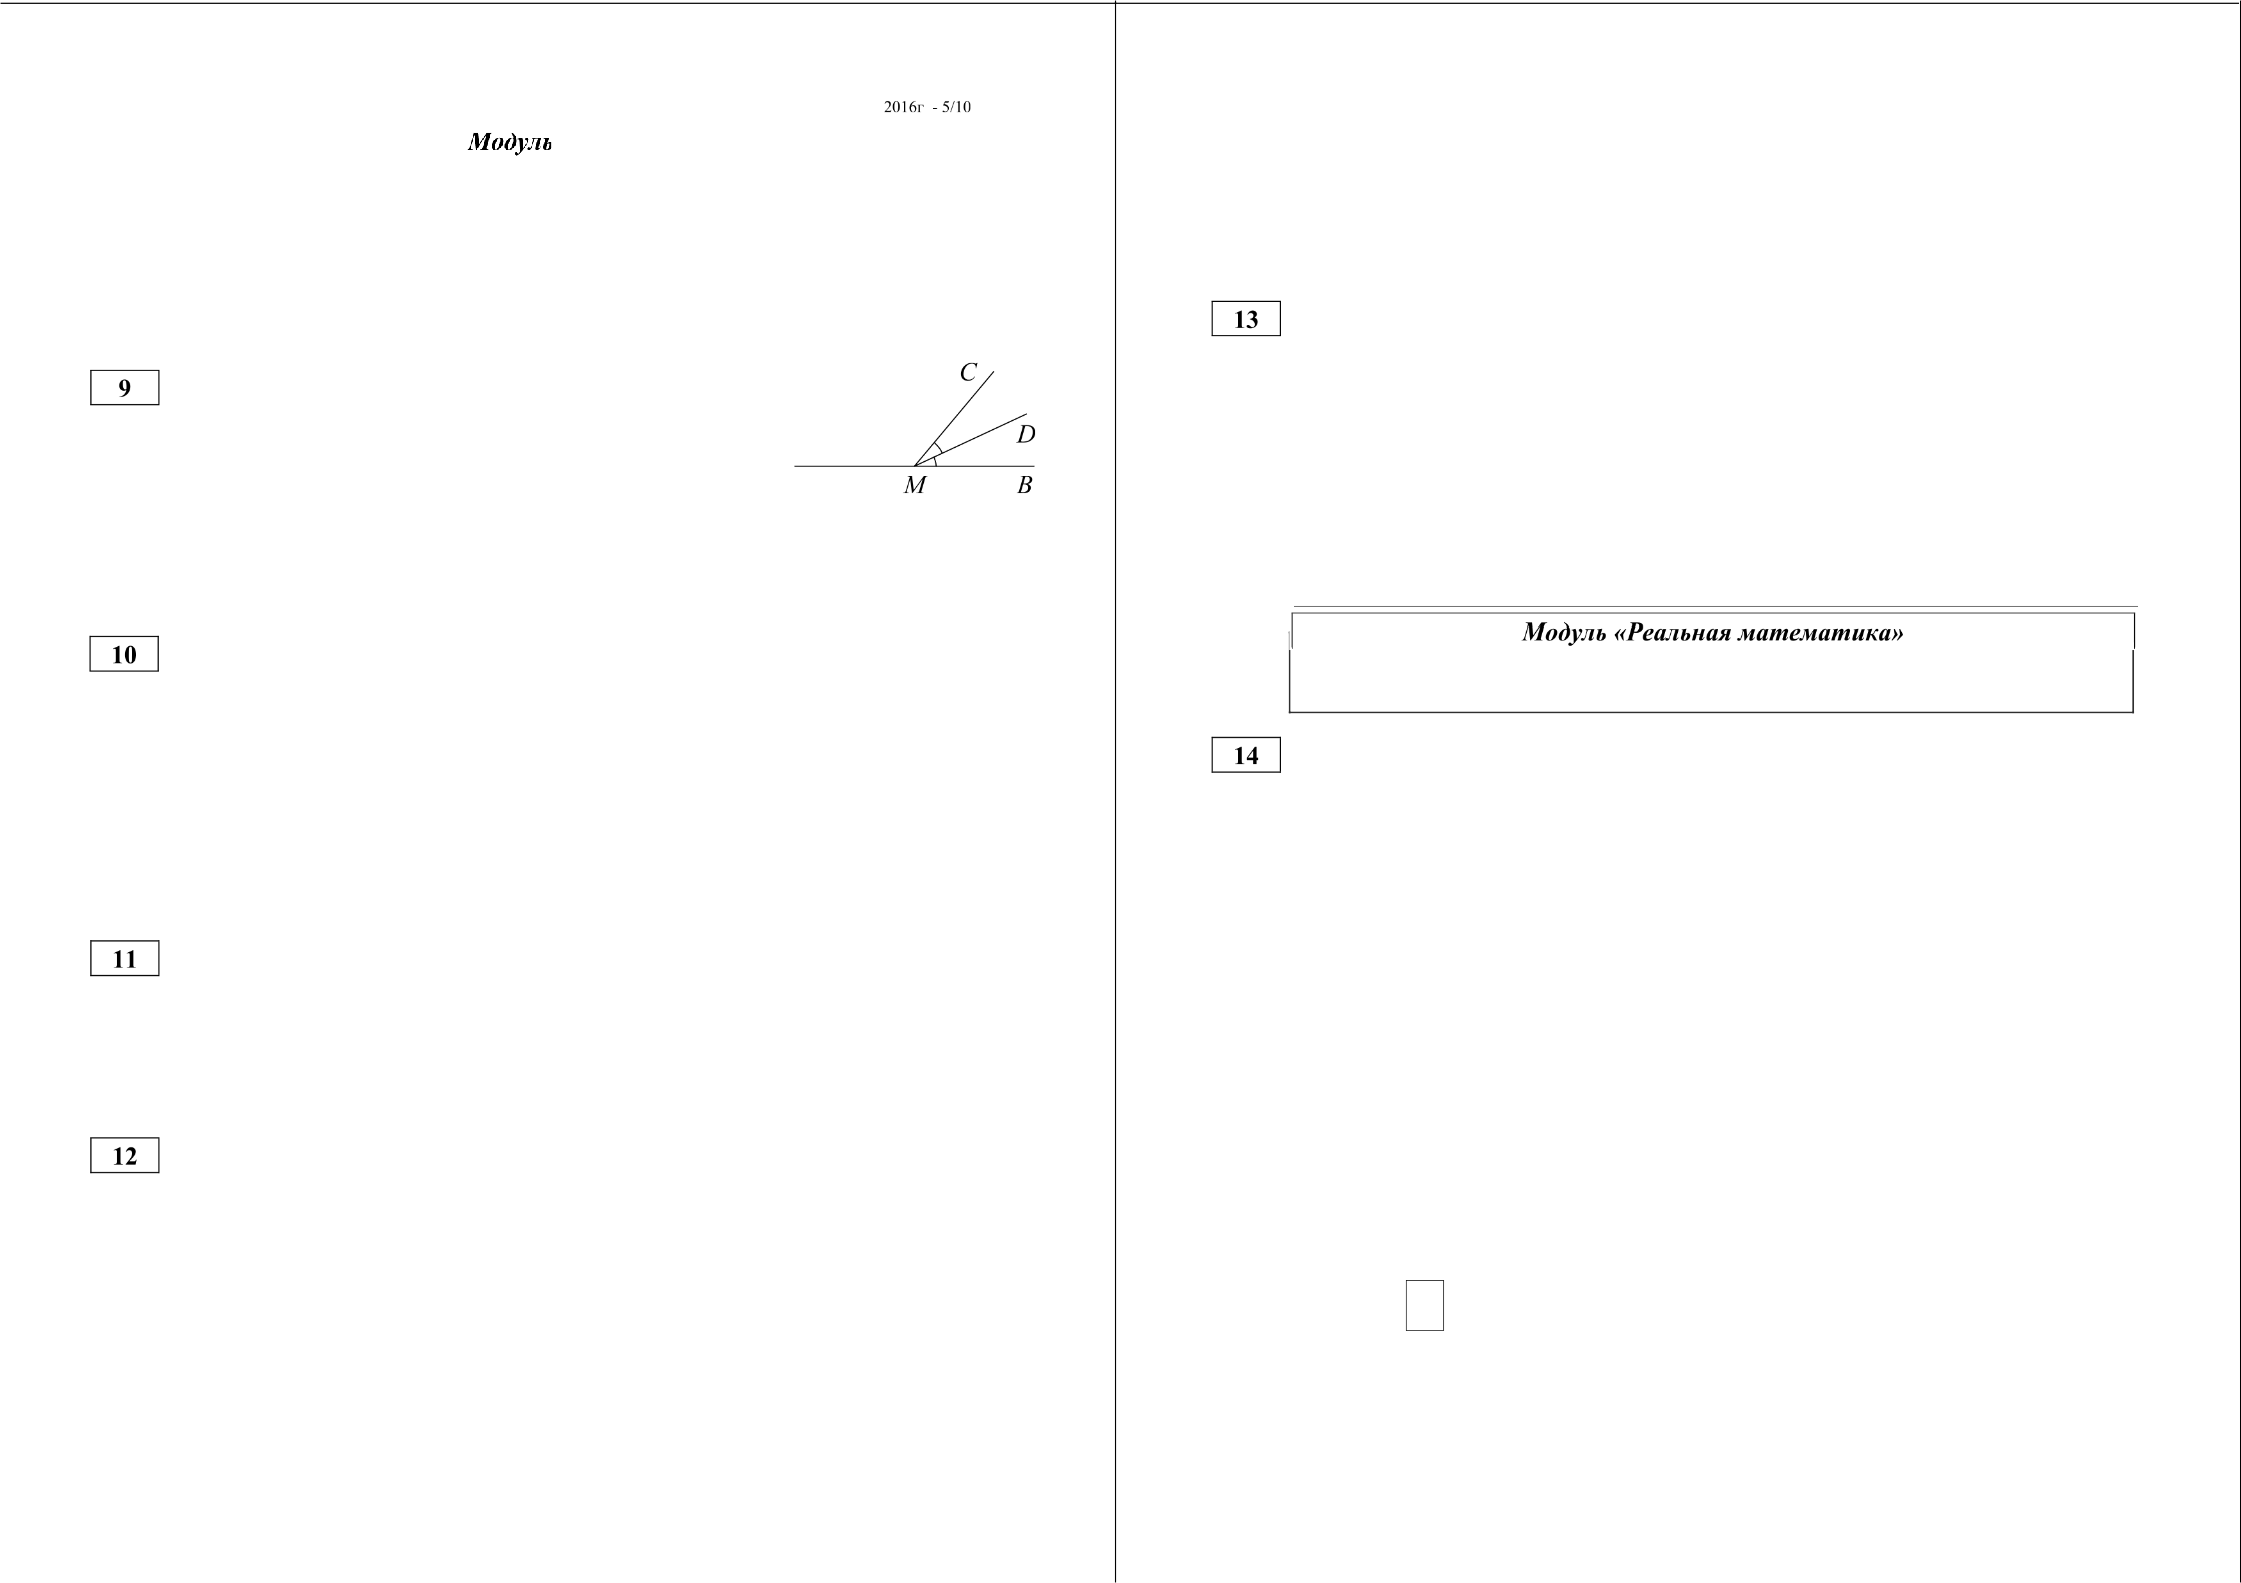 2016г - 5/10
Модуль
9
C
D
M
B
10
11
12
13
Модуль «Реальная математика»
14